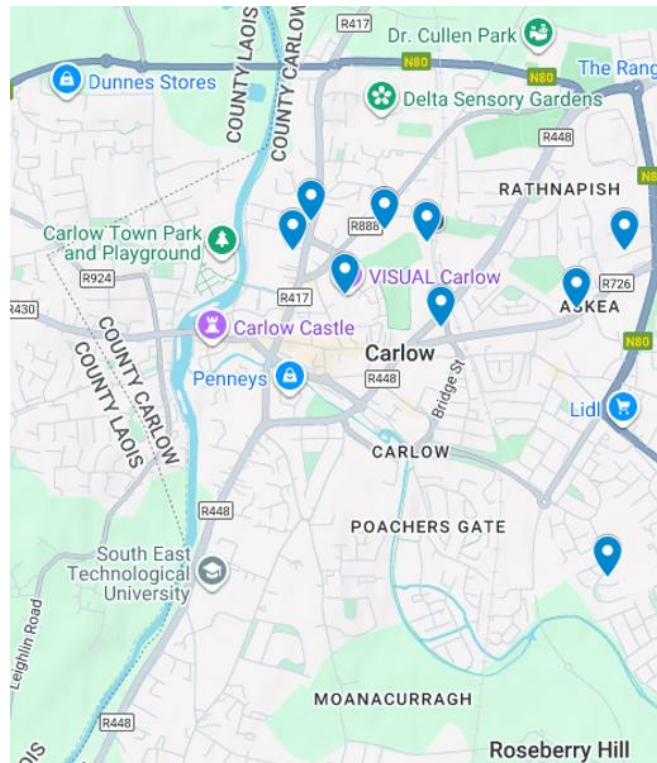 R417
Dr. Cullen Park
N80
N80
The Rang
Dunnes Stores
COUNTY LAOIS
COUNTY CARLOW
Delta Sensory Gardens
R448
N8
RATHNAPISH
Carlow Town Park
and Playground
R888
R924
VISUAL Carlow
R726
R430
R417
ASKEA
Carlow Castle
N80
Carlow
Penneys
R448
Bridge St
Lidl
COUNTY CARLOW
COUNTY LAOIS
CARLOW
R448
POACHERS GATE
South East
Technological
University
Leighlin Road
MOANACURRAGH
R448
OIS
Roseberry Hill